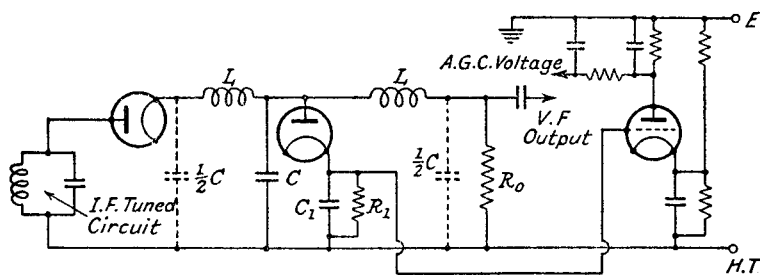 E
A.G.C. Voltage
L
L
V.F
Output
½C
C
C₁
R₁
½C
R₀
I.F. Tuned
Circuit
H.T.